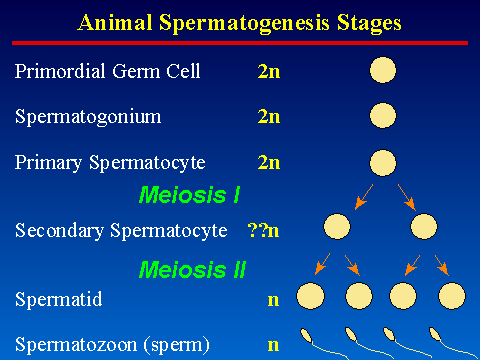 Animal Spermatogenesis Stages
Primordial Germ Cell 2n
Spermatogonium 2n
Primary Spermatocyte 2n
Meiosis I
Secondary Spermatocyte ??n
Meiosis II
Spermatid n
Spermatozoon (sperm) n